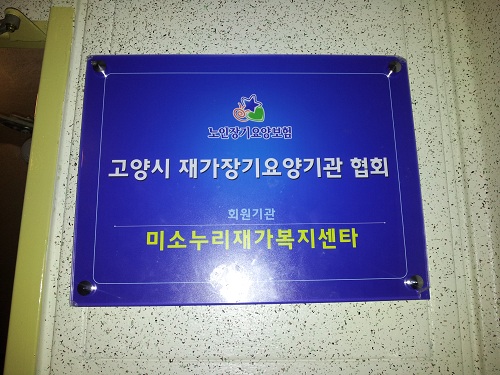 노인장기요양보험
고양시 재가장기요양기관 협회
회원기관
미소누리재가복지센타